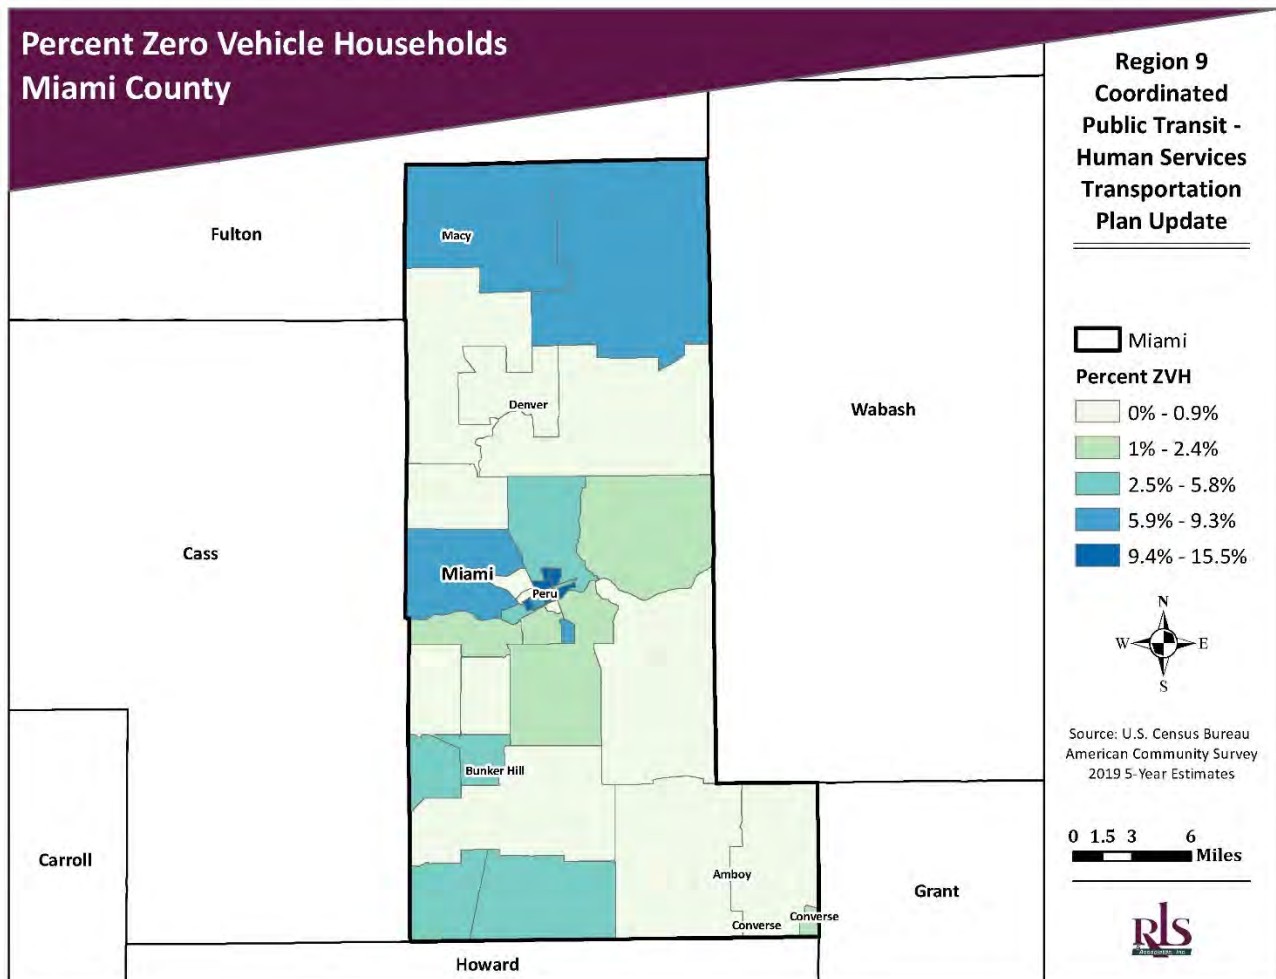 Percent Zero Vehicle Households
Miami County
Region 9
Coordinated
Public Transit -
Human Services
Transportation
Plan Update
Fulton
Macy
Denver
Wabash
Cass
Miami
Peru
Bunker Hill
Carroll
Amboy
Converse
Converse
Grant
Howard
Miami
Percent ZVH
0% - 0.9%
1% - 2.4%
2.5% - 5.8%
5.9% - 9.3%
9.4% - 15.5%
N
W
E
S
Source: U.S. Census Bureau
American Community Survey
2019 5-Year Estimates
0 1.5 3 6
Miles
RLS
& Associates, Inc.